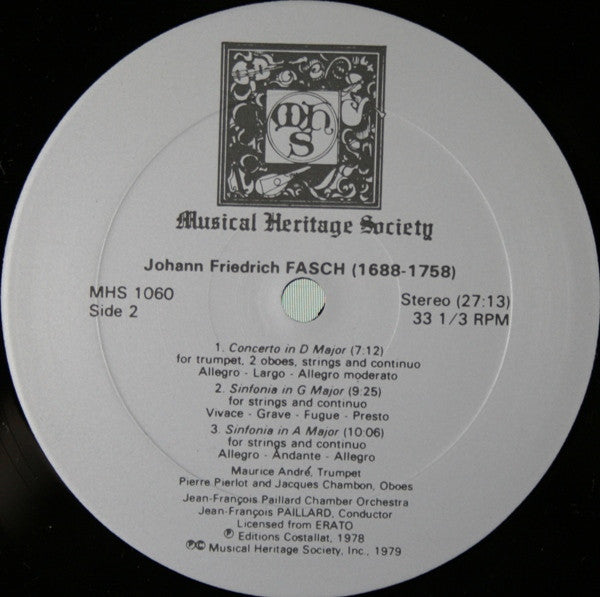 mhs
Musical Heritage Society
Johann Friedrich FASCH (1688-1758)
MHS 1060
Side 2
Stereo (27:13)
33 1/3 RPM
1. Concerto in D Major (7:12)
for trumpet, 2 oboes, strings and continuo
Allegro - Largo - Allegro moderato
2. Sinfonia in G Major (9:25)
for strings and continuo
Vivace - Grave - Fugue - Presto
3. Sinfonia in A Major (10:06)
for strings and continuo
Allegro - Andante - Allegro
Maurice André, Trumpet
Pierre Pierlot and Jacques Chambon, Oboes
Jean-François Paillard Chamber Orchestra
Jean-François PAILLARD, Conductor
Licensed from ERATO
℗ Editions Costallat, 1978
℗© Musical Heritage Society, Inc., 1979